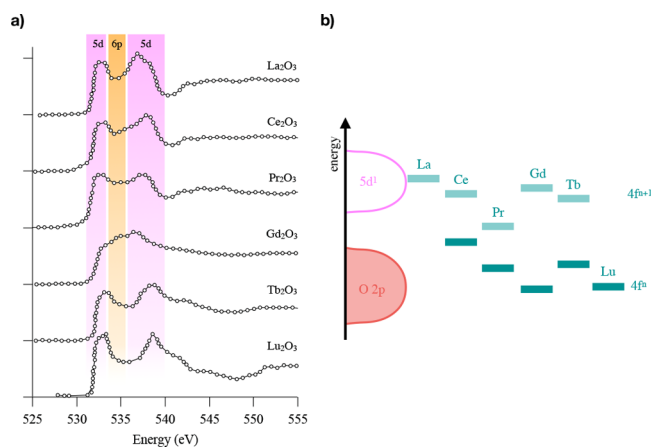 a)
5d 6p 5d
La₂O₃
Ce₂O₃
Pr₂O₃
Gd₂O₃
Tb₂O₃
Lu₂O₃
525 530 535 540 545 550 555
Energy (eV)
b)
energy
5d¹
O 2p
La
Ce
Pr
Gd
Tb
Lu
4fⁿ⁺¹
4fⁿ